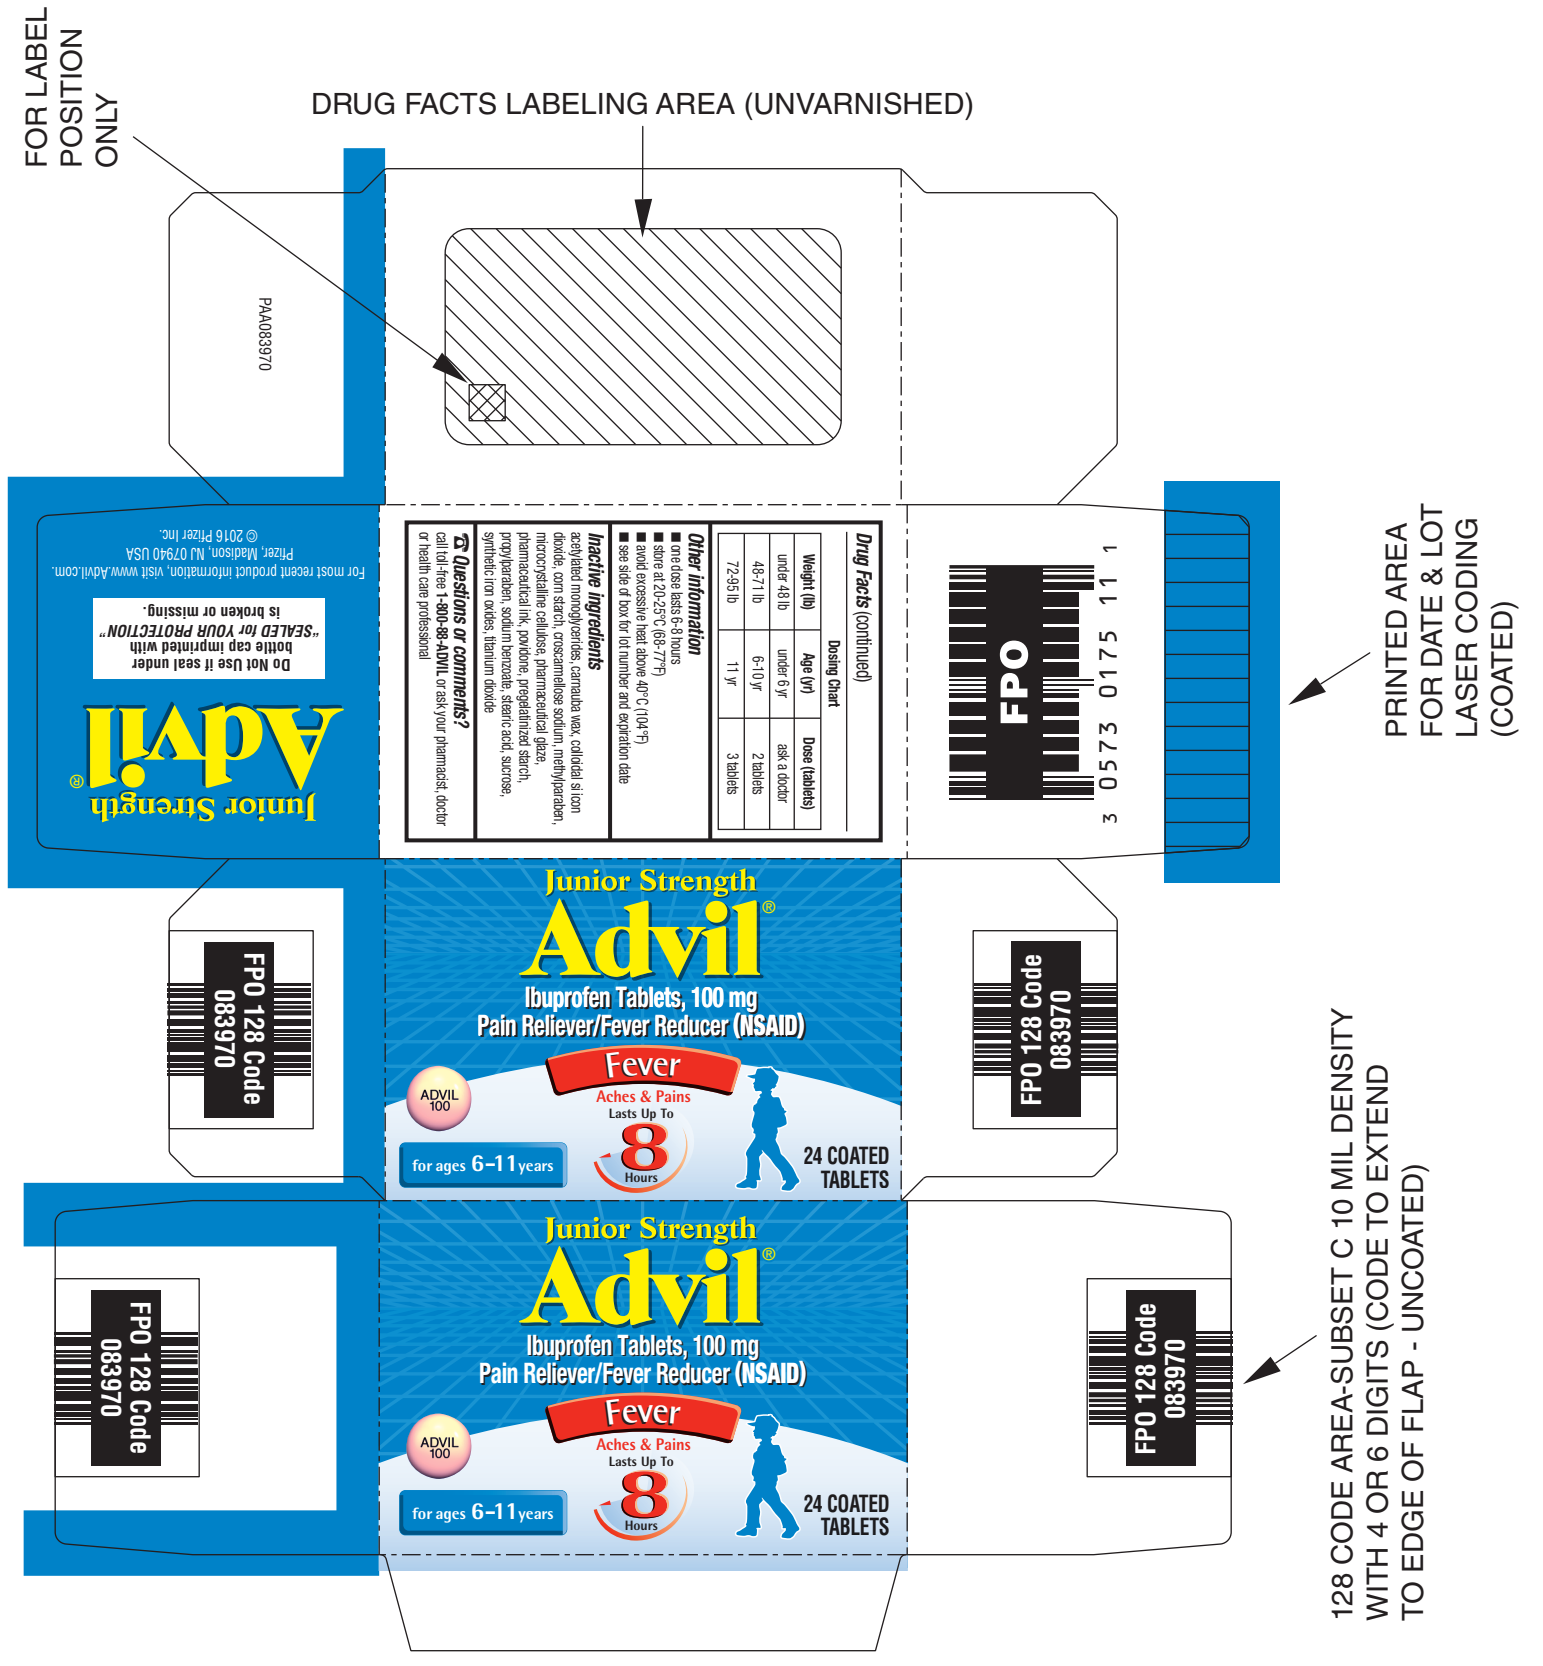 FOR LABEL
POSITION
ONLY
DRUG FACTS LABELING AREA (UNVARNISHED)
PAA083970
Junior Strength
Advil®
Do Not Use if seal under
bottle cap imprinted with
“SEALED for YOUR PROTECTION”
is broken or missing.
For most recent product information, visit www.Advil.com.
Pfizer, Madison, NJ 07940 USA
© 2016 Pfizer Inc.
Drug Facts (continued)
Dosing Chart
Weight (lb) Age (yr) Dose (tablets)
under 48 lb under 6 yr ask a doctor
48-71 lb 6-10 yr 2 tablets
72-95 lb 11 yr 3 tablets
Other information
■ one dose lasts 6-8 hours
■ store at 20-25°C (68-77°F)
■ avoid excessive heat above 40°C (104°F)
■ see side of box for lot number and expiration date
Inactive ingredients
acetylated monoglycerides, carnauba wax, colloidal si icon
dioxide, corn starch, croscarmellose sodium, methylparaben,
microcrystalline cellulose, pharmaceutical glaze,
pharmaceutical ink, povidone, pregelatinized starch,
propylparaben, sodium benzoate, stearic acid, sucrose,
synthetic iron oxides, titanium dioxide
☎ Questions or comments?
call toll-free 1-800-88-ADVIL or ask your pharmacist, doctor
or health care professional
FPO
3 0573 0175 11 1
PRINTED AREA
FOR DATE & LOT
LASER CODING
(COATED)
FPO 128 Code
083970
Junior Strength
Advil®
Ibuprofen Tablets, 100 mg
Pain Reliever/Fever Reducer (NSAID)
Fever
Aches & Pains
Lasts Up To
8
Hours
ADVIL
100
for ages 6–11 years
24 COATED
TABLETS
FPO 128 Code
083970
FPO 128 Code
083970
Junior Strength
Advil®
Ibuprofen Tablets, 100 mg
Pain Reliever/Fever Reducer (NSAID)
Fever
Aches & Pains
Lasts Up To
8
Hours
ADVIL
100
for ages 6–11 years
24 COATED
TABLETS
FPO 128 Code
083970
128 CODE AREA-SUBSET C 10 MIL DENSITY
WITH 4 OR 6 DIGITS (CODE TO EXTEND
TO EDGE OF FLAP - UNCOATED)